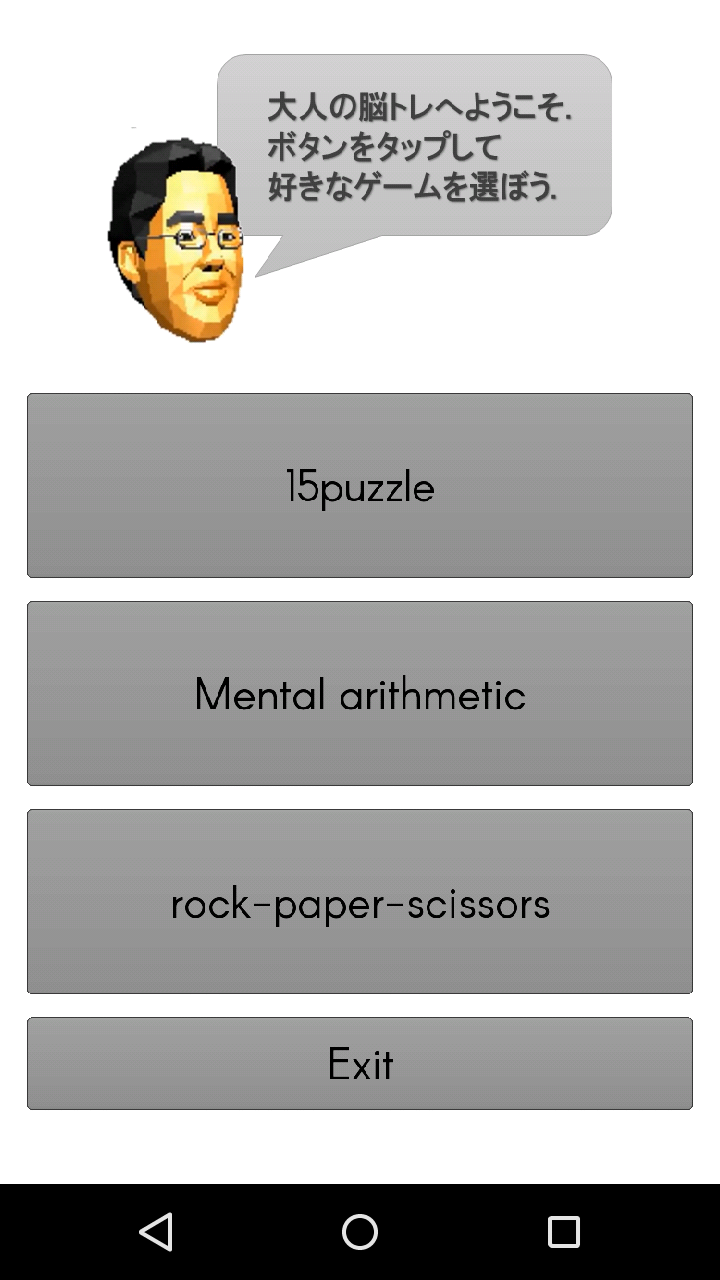 大人の脳トレへようこそ.
ボタンをタップして
好きなゲームを選ぼう.
15puzzle
Mental arithmetic
rock-paper-scissors
Exit